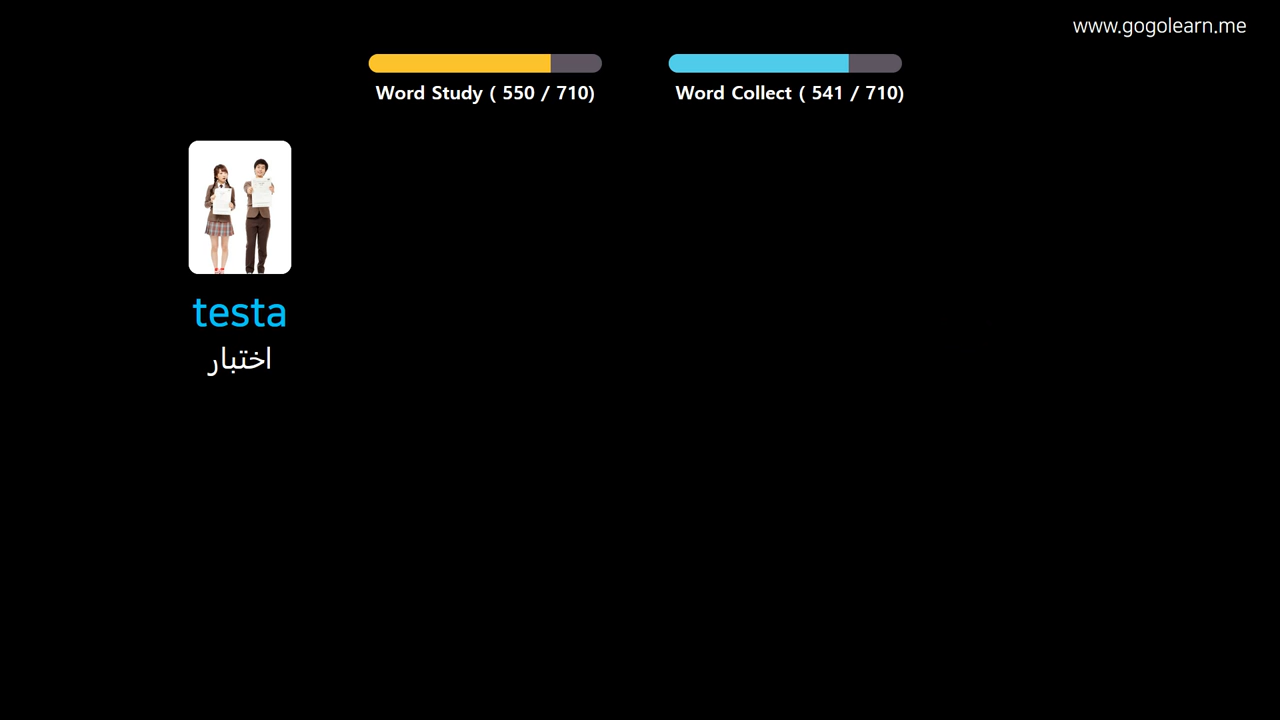 www.gogolearn.me
Word Study ( 550 / 710)
Word Collect ( 541 / 710)
testa
اختبار